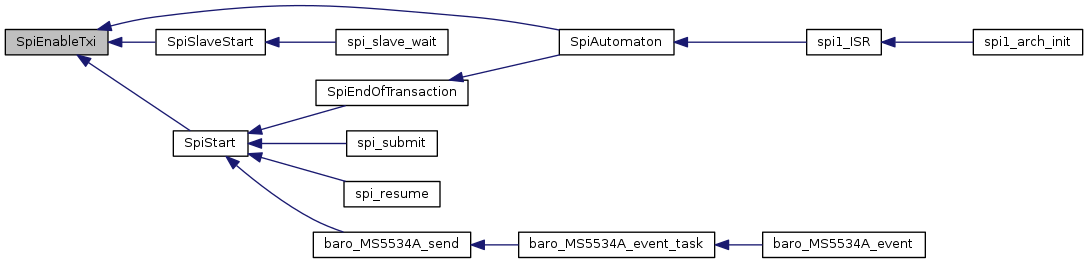 SpiEnableTxi
SpiSlaveStart
spi_slave_wait
SpiAutomaton
spi1_ISR
spi1_arch_init
SpiEndOfTransaction
SpiStart
spi_submit
spi_resume
baro_MS5534A_send
baro_MS5534A_event_task
baro_MS5534A_event